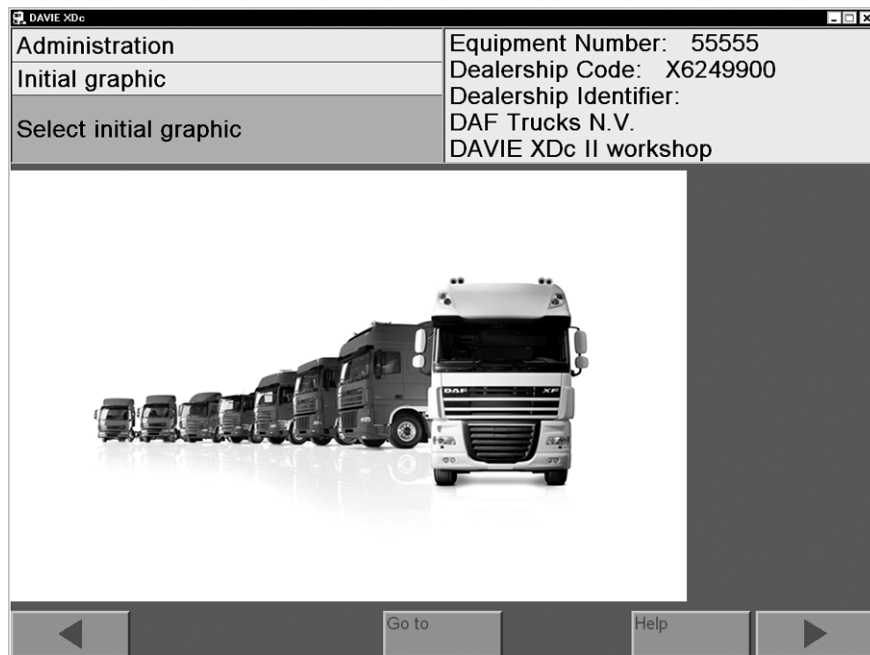 DAVIE XDc
Administration
Initial graphic
Select initial graphic
Equipment Number: 55555
Dealership Code: X6249900
Dealership Identifier:
DAF Trucks N.V.
DAVIE XDc II workshop
DAF XF
Go to
Help